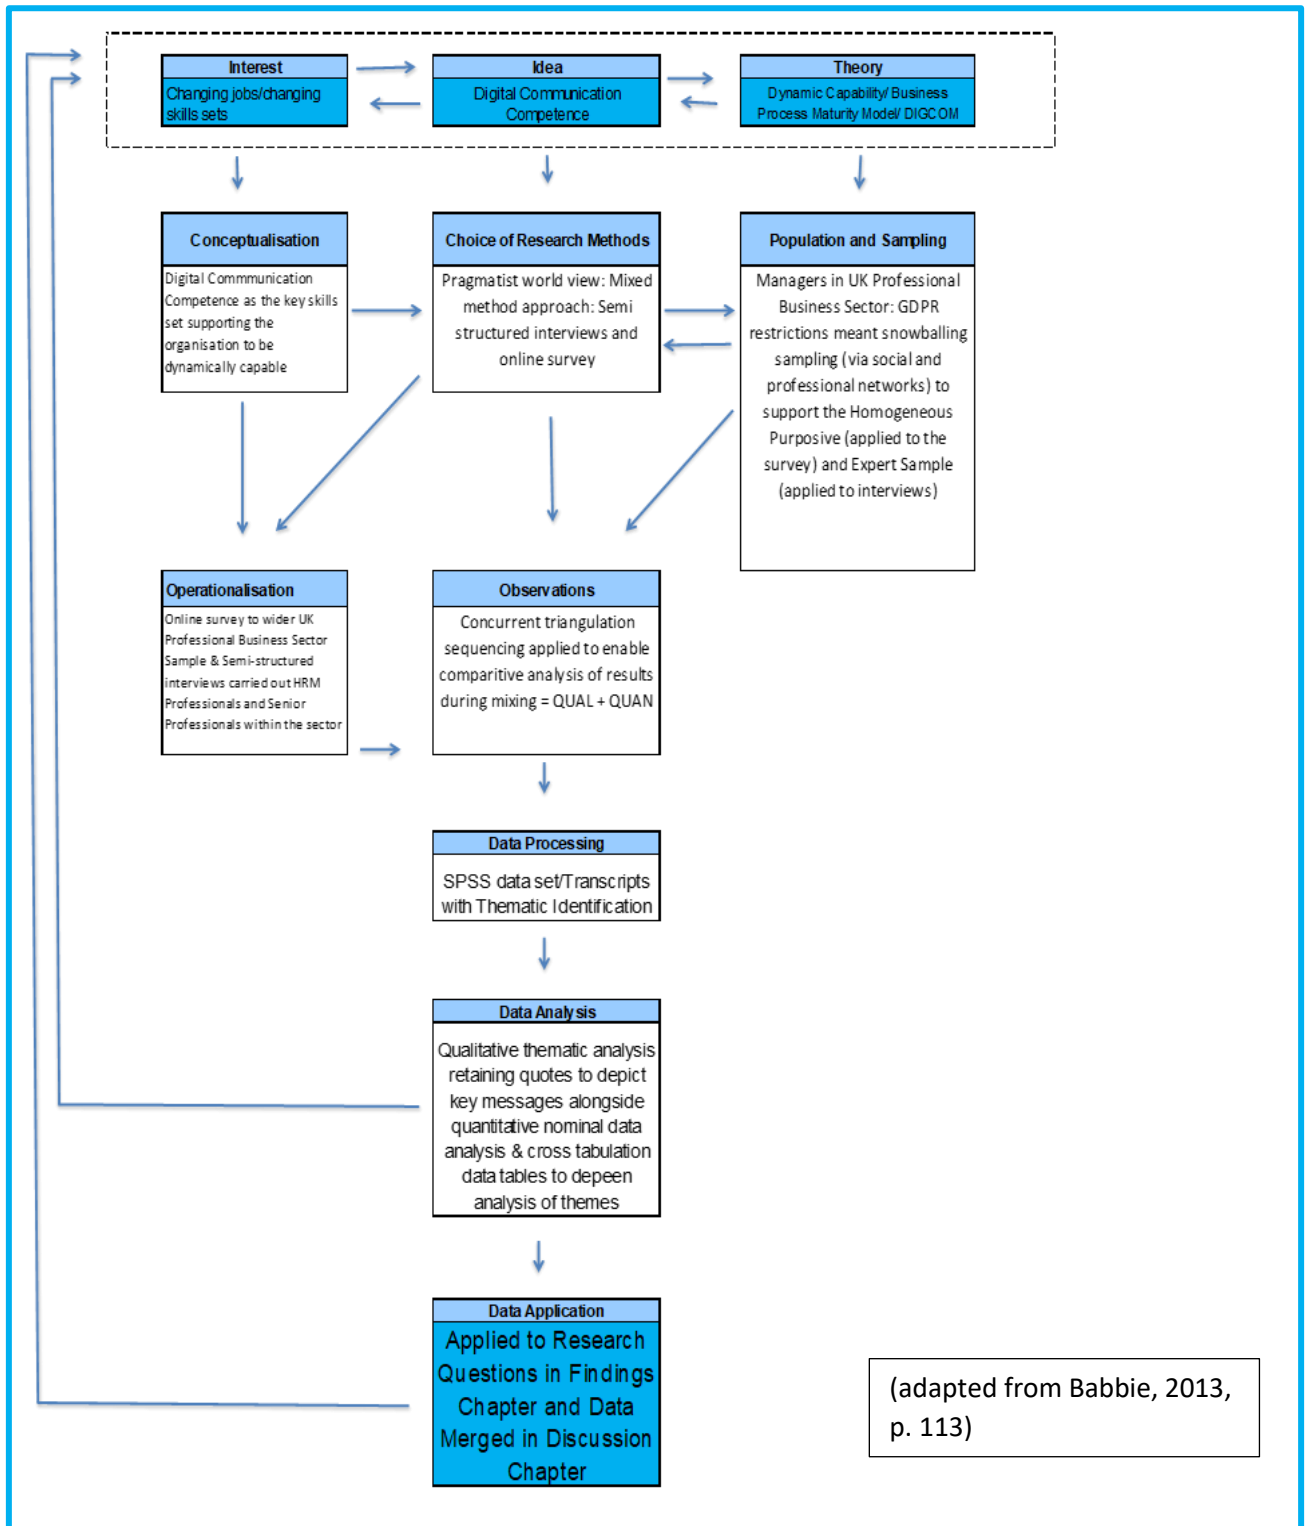 Interest
Changing jobs/changing
skills sets
Idea
Digital Communication
Competence
Theory
Dynamic Capability/ Business
Process Maturity Model/ DIGCOM
Conceptualisation
Digital Commmunication
Competence as the key skills
set supporting the
organisation to be
dynamically capable
Choice of Research Methods
Pragmatist world view: Mixed
method approach: Semi
structured interviews and
online survey
Population and Sampling
Managers in UK Professional
Business Sector: GDPR
restrictions meant snowballing
sampling (via social and
professional networks) to
support the Homogeneous
Purposive (applied to the
survey) and Expert Sample
(applied to interviews)
Operationalisation
Online survey to wider UK
Professional Business Sector
Sample & Semi-structured
interviews carried out HRM
Professionals and Senior
Professionals within the sector
Observations
Concurrent triangulation
sequencing applied to enable
comparitive analysis of results
during mixing = QUAL + QUAN
Data Processing
SPSS data set/Transcripts
with Thematic Identification
Data Analysis
Qualitative thematic analysis
retaining quotes to depict
key messages alongside
quantitative nominal data
analysis & cross tabulation
data tables to depeen
analysis of themes
Data Application
Applied to Research
Questions in Findings
Chapter and Data
Merged in Discussion
Chapter
(adapted from Babbie, 2013,
p. 113)